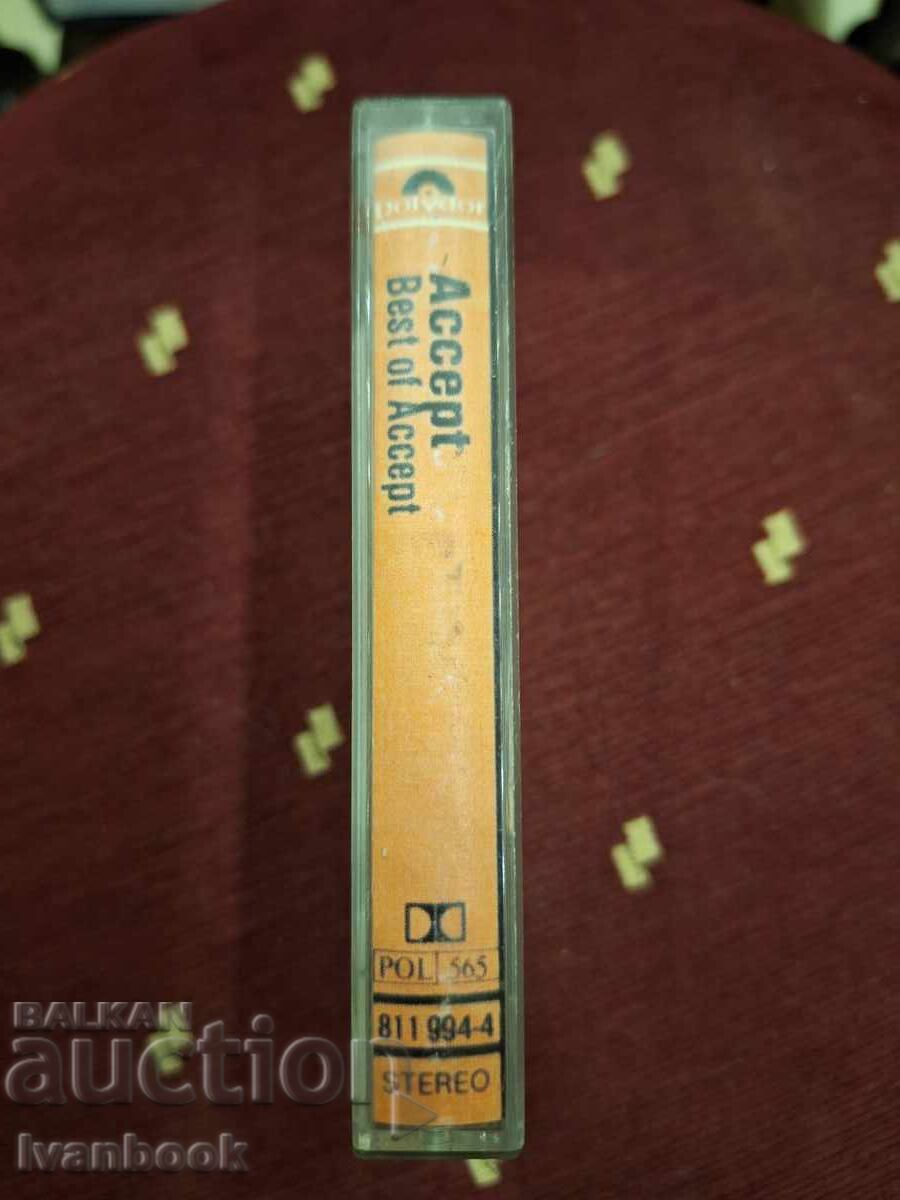 polydor
Accept
Best of Accept
POL 565
811 994-4
STEREO
BALKAN
auction
Ivanbook